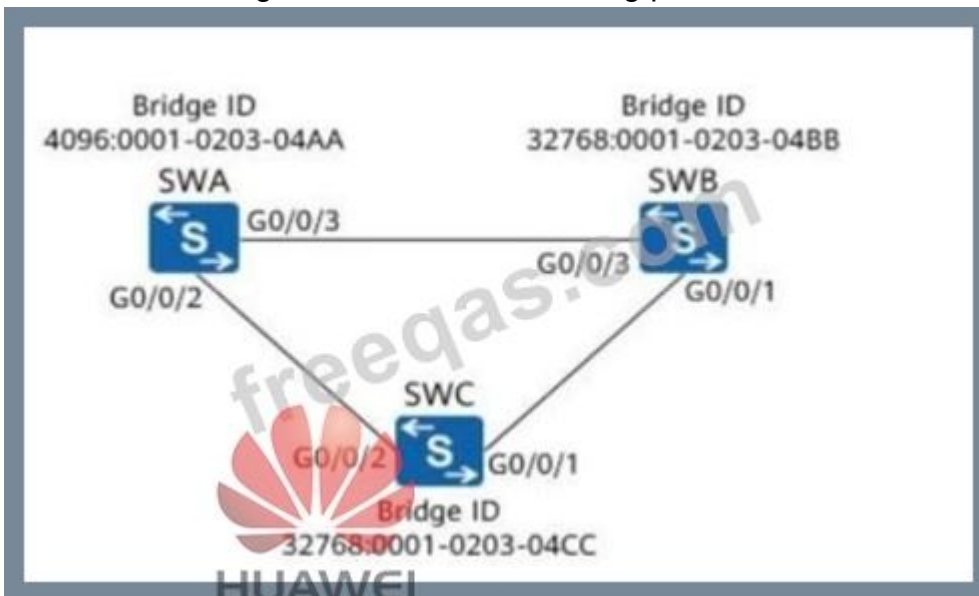 Bridge ID
4096:0001-0203-04AA
SWA
Bridge ID
32768:0001-0203-04BB
SWB
S
G0/0/3
S
G0/0/3
G0/0/2
G0/0/1
freeqas.com
SWC
G0/0/2
S
G0/0/1
Bridge ID
32768:0001-0203-04CC
HUAWEI